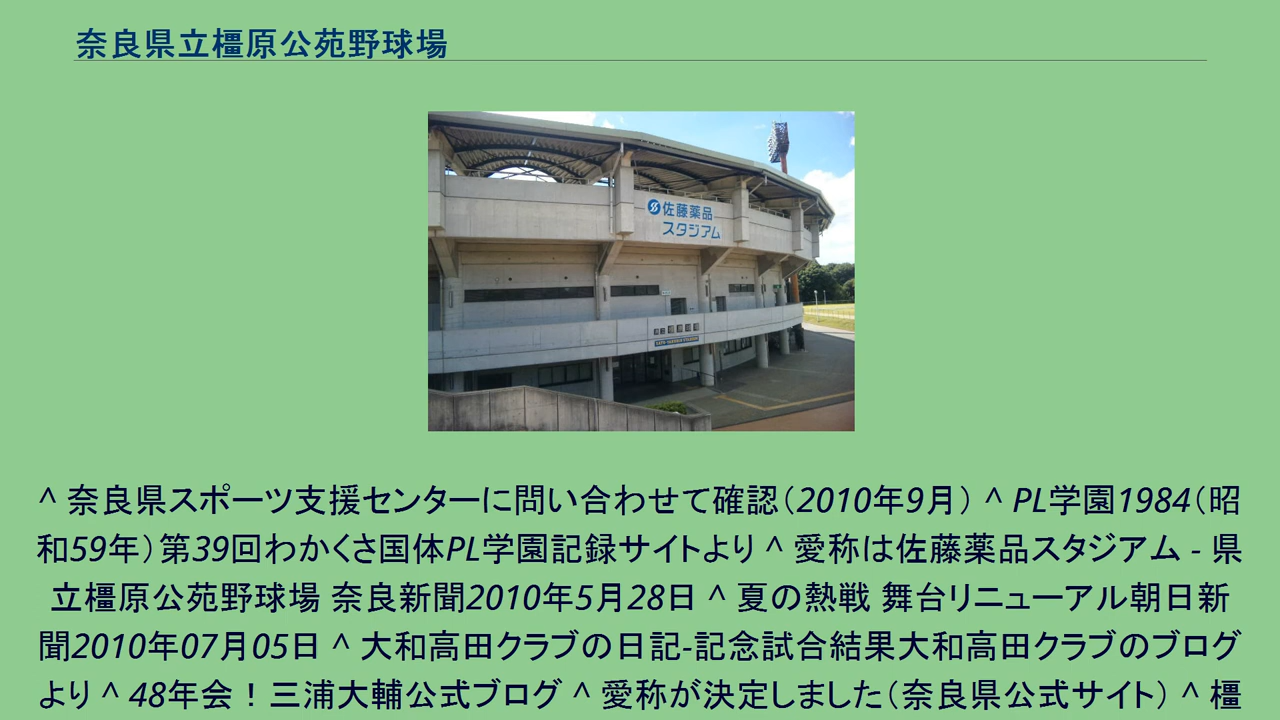 奈良県立橿原公苑野球場
佐藤薬品
スタジアム
^ 奈良県スポーツ支援センターに問い合わせて確認（2010年9月） ^ PL学園1984（昭
和59年）第39回わかくさ国体PL学園記録サイトより ^ 愛称は佐藤薬品スタジアム - 県
立橿原公苑野球場 奈良新聞2010年5月28日 ^ 夏の熱戦 舞台リニューアル朝日新
聞2010年07月05日 ^ 大和高田クラブの日記-記念試合結果大和高田クラブのブログ
より ^ 48年会！三浦大輔公式ブログ ^ 愛称が決定しました（奈良県公式サイト） ^ 橿